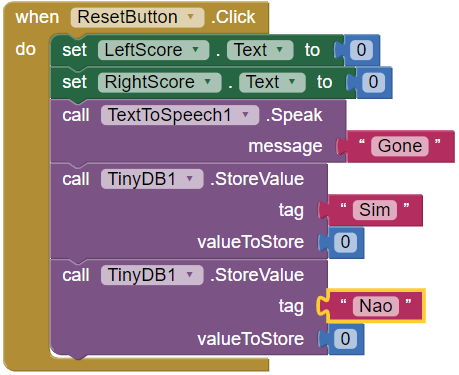 when ResetButton .Click
do set LeftScore . Text to 0
set RightScore . Text to 0
call TextToSpeech1 .Speak
message “ Gone ”
call TinyDB1 .StoreValue
tag “ Sim ”
valueToStore 0
call TinyDB1 .StoreValue
tag “ Nao ”
valueToStore 0